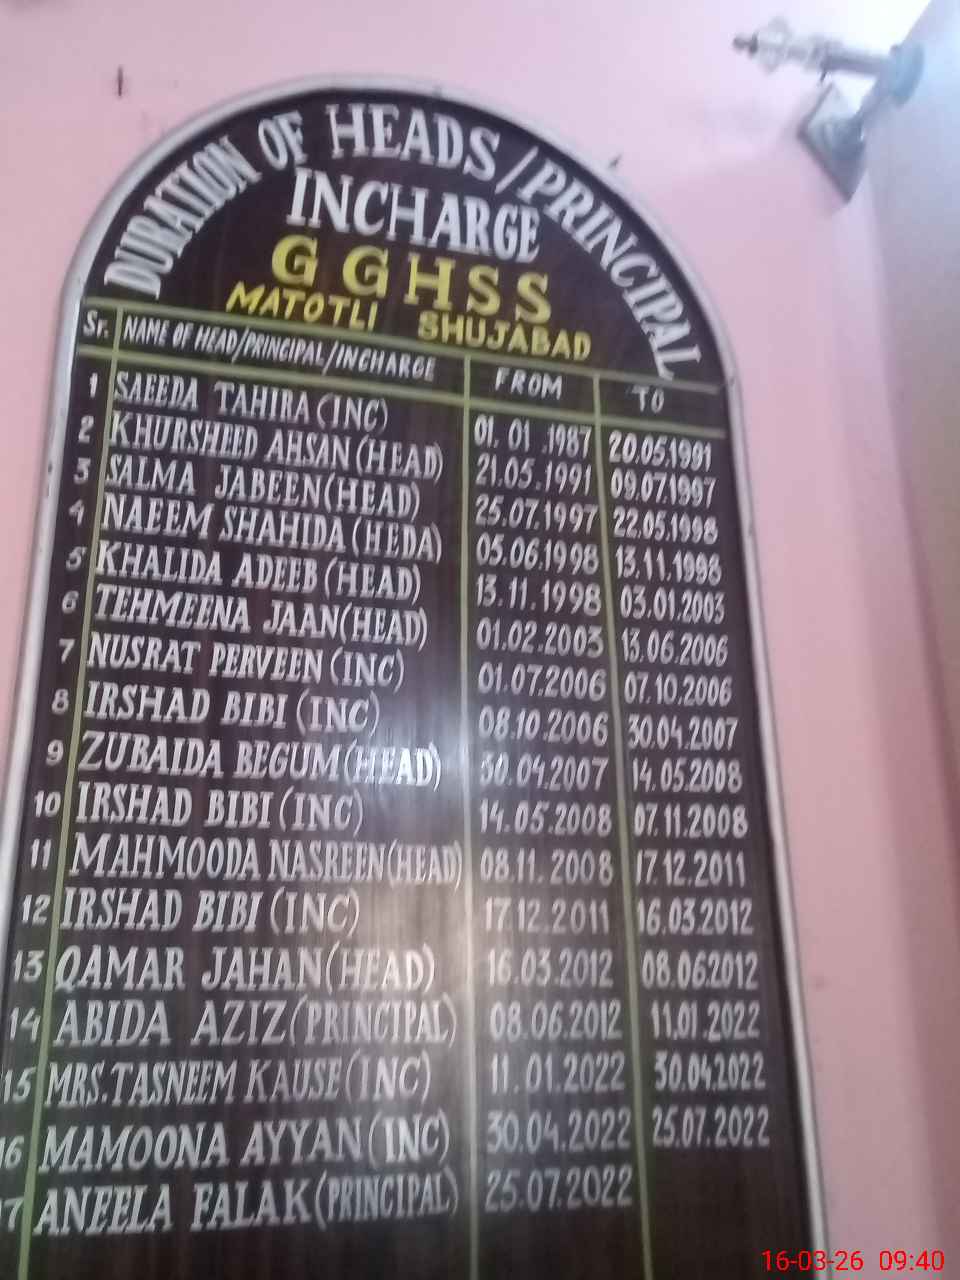 DURATION OF HEADS/PRINCIPAL
INCHARGE
GGHSS
MATOTLI SHUJABAD
Sr. NAME OF HEAD/PRINCIPAL/INCHARGE FROM TO
1 SAEEDA TAHIRA (INC) 01.01.1987 20.05.1991
2 KHURSHEED AHSAN (HEAD) 21.05.1991 09.07.1997
3 SALMA JABEEN (HEAD) 25.07.1997 22.05.1998
4 NAEEM SHAHIDA (HEDA) 05.06.1998 13.11.1998
5 KHALIDA ADEEB (HEAD) 13.11.1998 03.01.2003
6 TEHMEENA JAAN (HEAD) 01.02.2003 13.06.2006
7 NUSRAT PERVEEN (INC) 01.07.2006 07.10.2006
8 IRSHAD BIBI (INC) 08.10.2006 30.04.2007
9 ZUBAIDA BEGUM (HEAD) 30.04.2007 14.05.2008
10 IRSHAD BIBI (INC) 14.05.2008 07.11.2008
11 MAHMOODA NASREEN (HEAD) 08.11.2008 17.12.2011
12 IRSHAD BIBI (INC) 17.12.2011 16.03.2012
13 QAMAR JAHAN (HEAD) 16.03.2012 08.06.2012
14 ABIDA AZIZ (PRINCIPAL) 08.06.2012 11.01.2022
15 MRS.TASNEEM KAUSE (INC) 11.01.2022 30.04.2022
16 MAMOONA AYYAN (INC) 30.04.2022 25.07.2022
17 ANEELA FALAK (PRINCIPAL) 25.07.2022
16-03-26 09:40